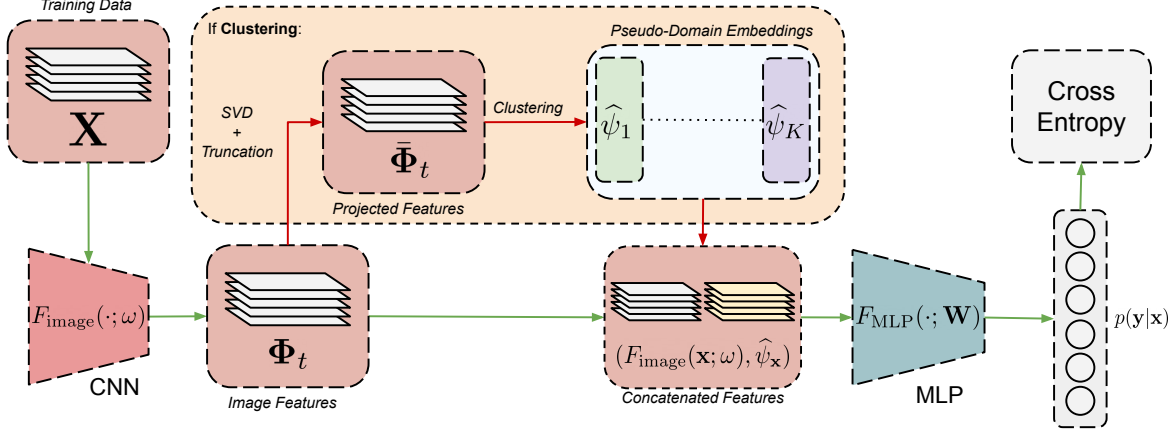 Training Data
X
If Clustering:
SVD
+
Truncation
Φ̄_t
Projected Features
Clustering
Pseudo-Domain Embeddings
ψ̂_1
ψ̂_K
Cross
Entropy
F_image(·; ω)
CNN
Φ_t
Image Features
(F_image(x; ω), ψ̂_x)
Concatenated Features
F_MLP(·; W)
MLP
p(y|x)